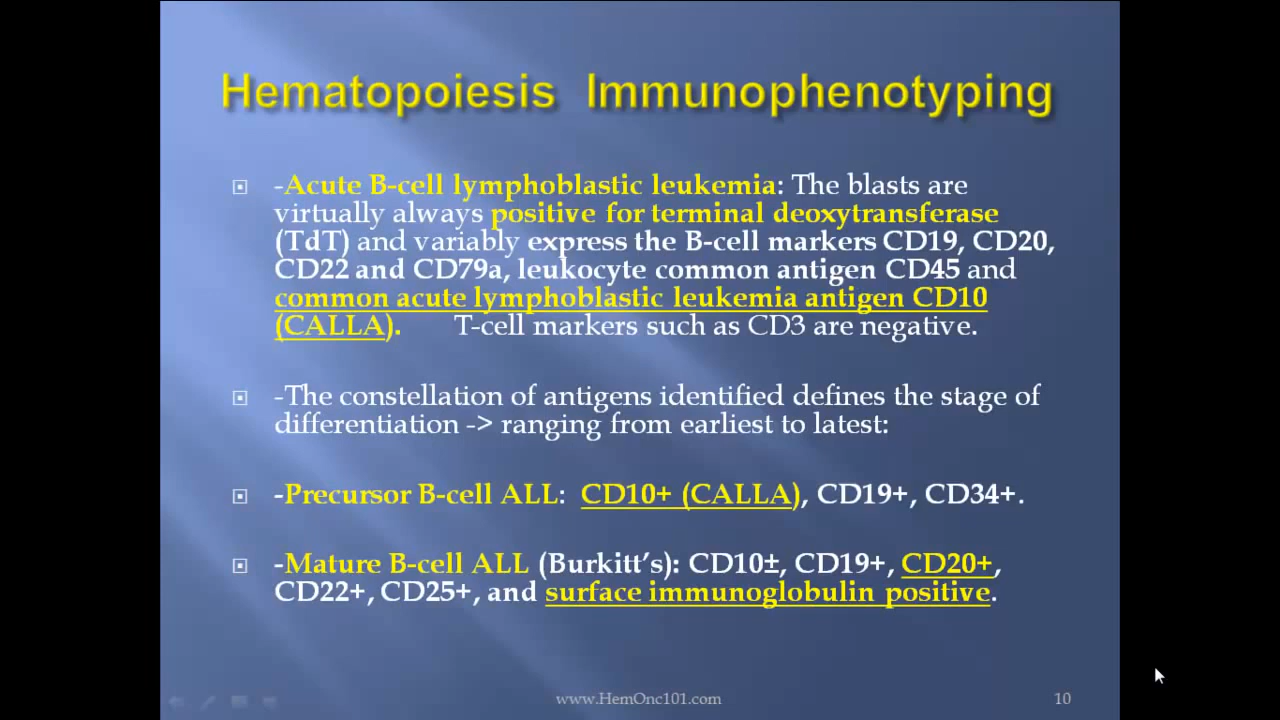 Hematopoiesis Immunophenotyping
-Acute B-cell lymphoblastic leukemia: The blasts are
virtually always positive for terminal deoxytransferase
(TdT) and variably express the B-cell markers CD19, CD20,
CD22 and CD79a, leukocyte common antigen CD45 and
common acute lymphoblastic leukemia antigen CD10
(CALLA). T-cell markers such as CD3 are negative.
-The constellation of antigens identified defines the stage of
differentiation -> ranging from earliest to latest:
-Precursor B-cell ALL: CD10+ (CALLA), CD19+, CD34+.
-Mature B-cell ALL (Burkitt's): CD10±, CD19+, CD20+,
CD22+, CD25+, and surface immunoglobulin positive.
www.HemOnc101.com 10